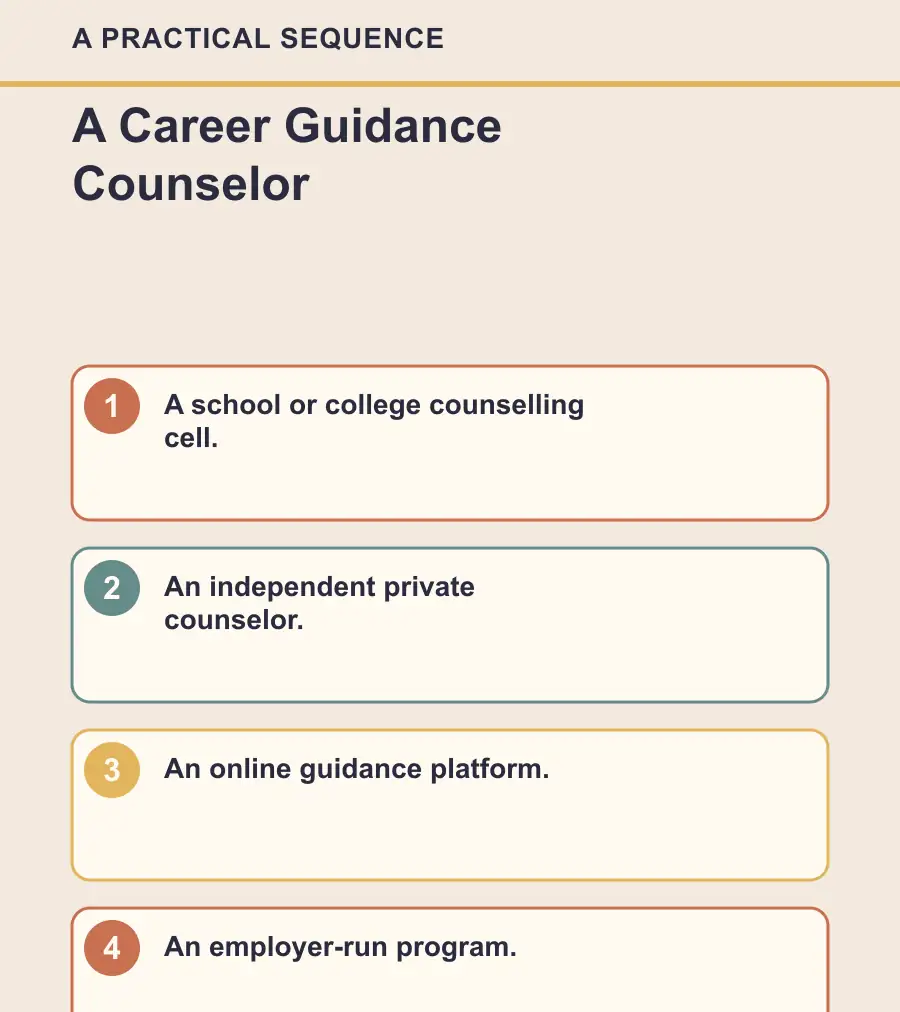 A PRACTICAL SEQUENCE
A Career Guidance
Counselor
1
A school or college counselling
cell.
2
An independent private
counselor.
3
An online guidance platform.
4
An employer-run program.